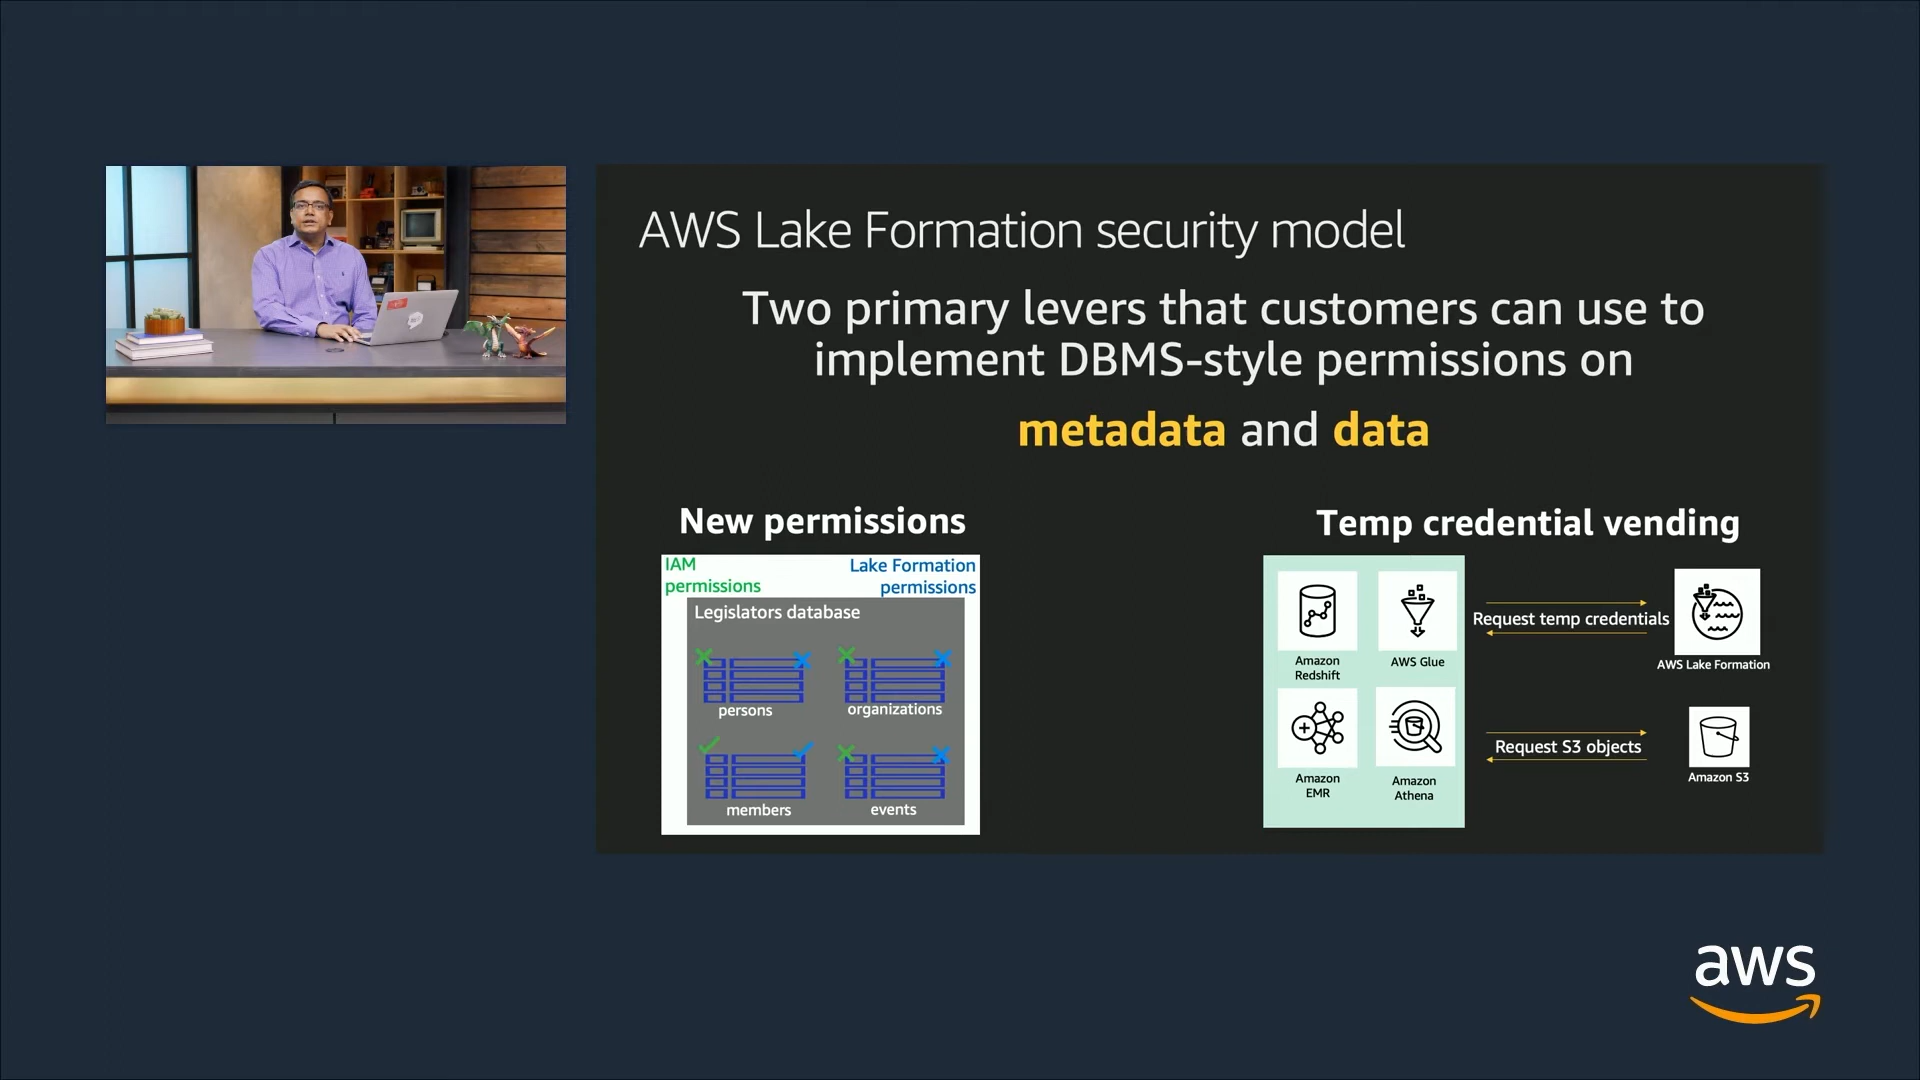 AWS Lake Formation security model
Two primary levers that customers can use to
implement DBMS-style permissions on
metadata and data
New permissions
IAM
permissions
Lake Formation
permissions
Legislators database
persons
organizations
members
events
Temp credential vending
Amazon
Redshift
AWS Glue
Amazon
EMR
Amazon
Athena
Request temp credentials
AWS Lake Formation
Request S3 objects
Amazon S3
aws